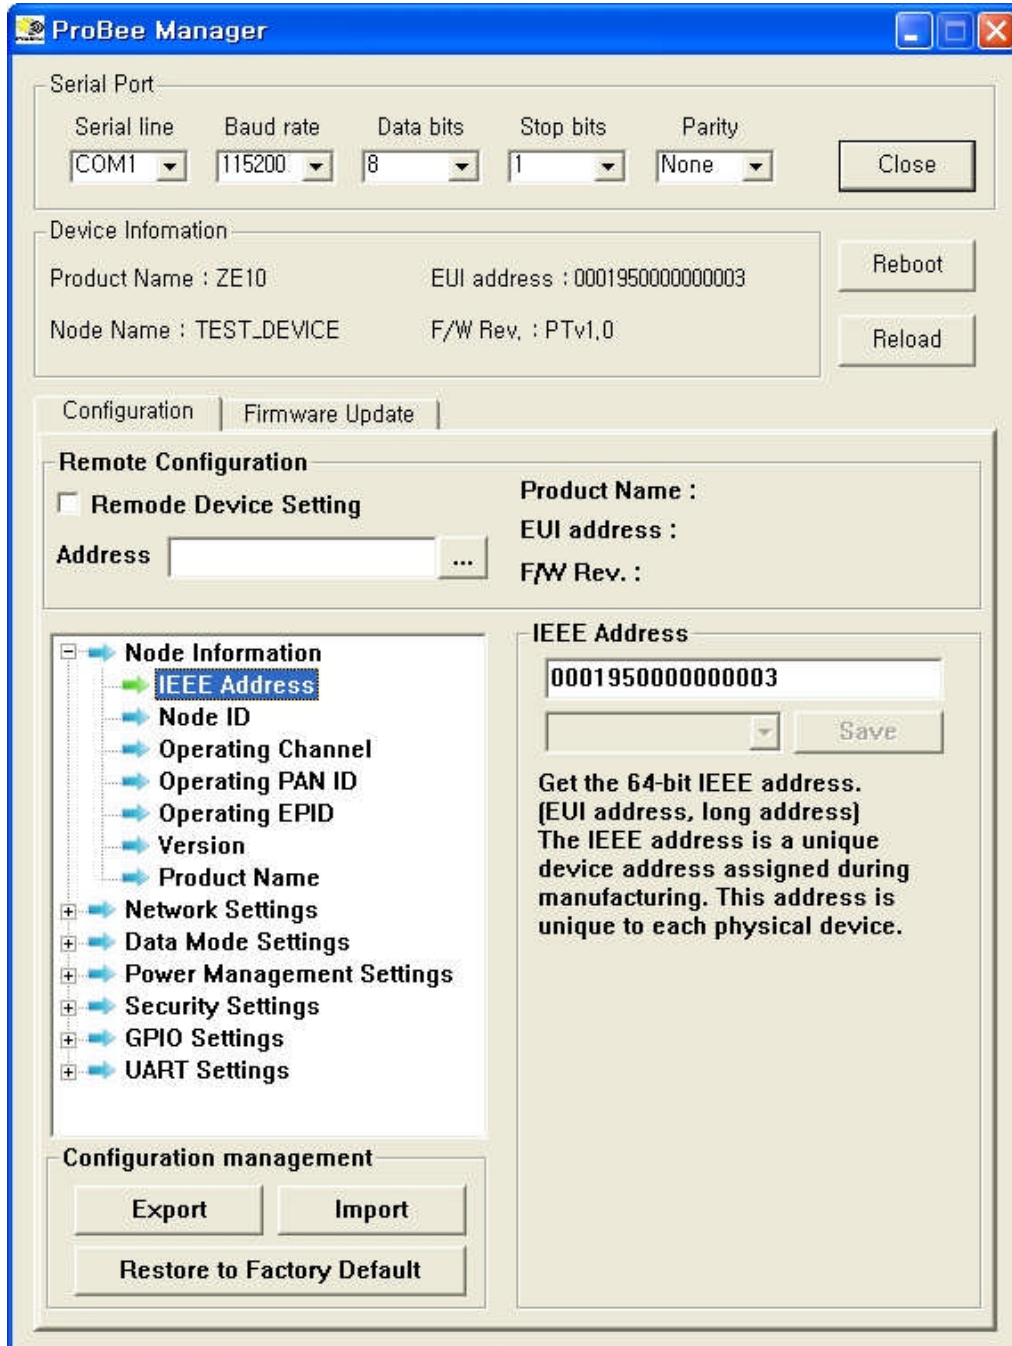 ProBee Manager
Serial Port
Serial line Baud rate Data bits Stop bits Parity
COM1 115200 8 1 None Close
Device Infomation
Product Name : ZE10 EUI address : 0001950000000003
Reboot
Node Name : TEST_DEVICE F/W Rev. : PTv1.0
Reload
Configuration Firmware Update
Remote Configuration
Remode Device Setting
Address ...
Product Name :
EUI address :
F/W Rev. :
Node Information
IEEE Address
Node ID
Operating Channel
Operating PAN ID
Operating EPID
Version
Product Name
Network Settings
Data Mode Settings
Power Management Settings
Security Settings
GPIO Settings
UART Settings
IEEE Address
0001950000000003
Save
Get the 64-bit IEEE address.
(EUI address, long address)
The IEEE address is a unique
device address assigned during
manufacturing. This address is
unique to each physical device.
Configuration management
Export Import
Restore to Factory Default